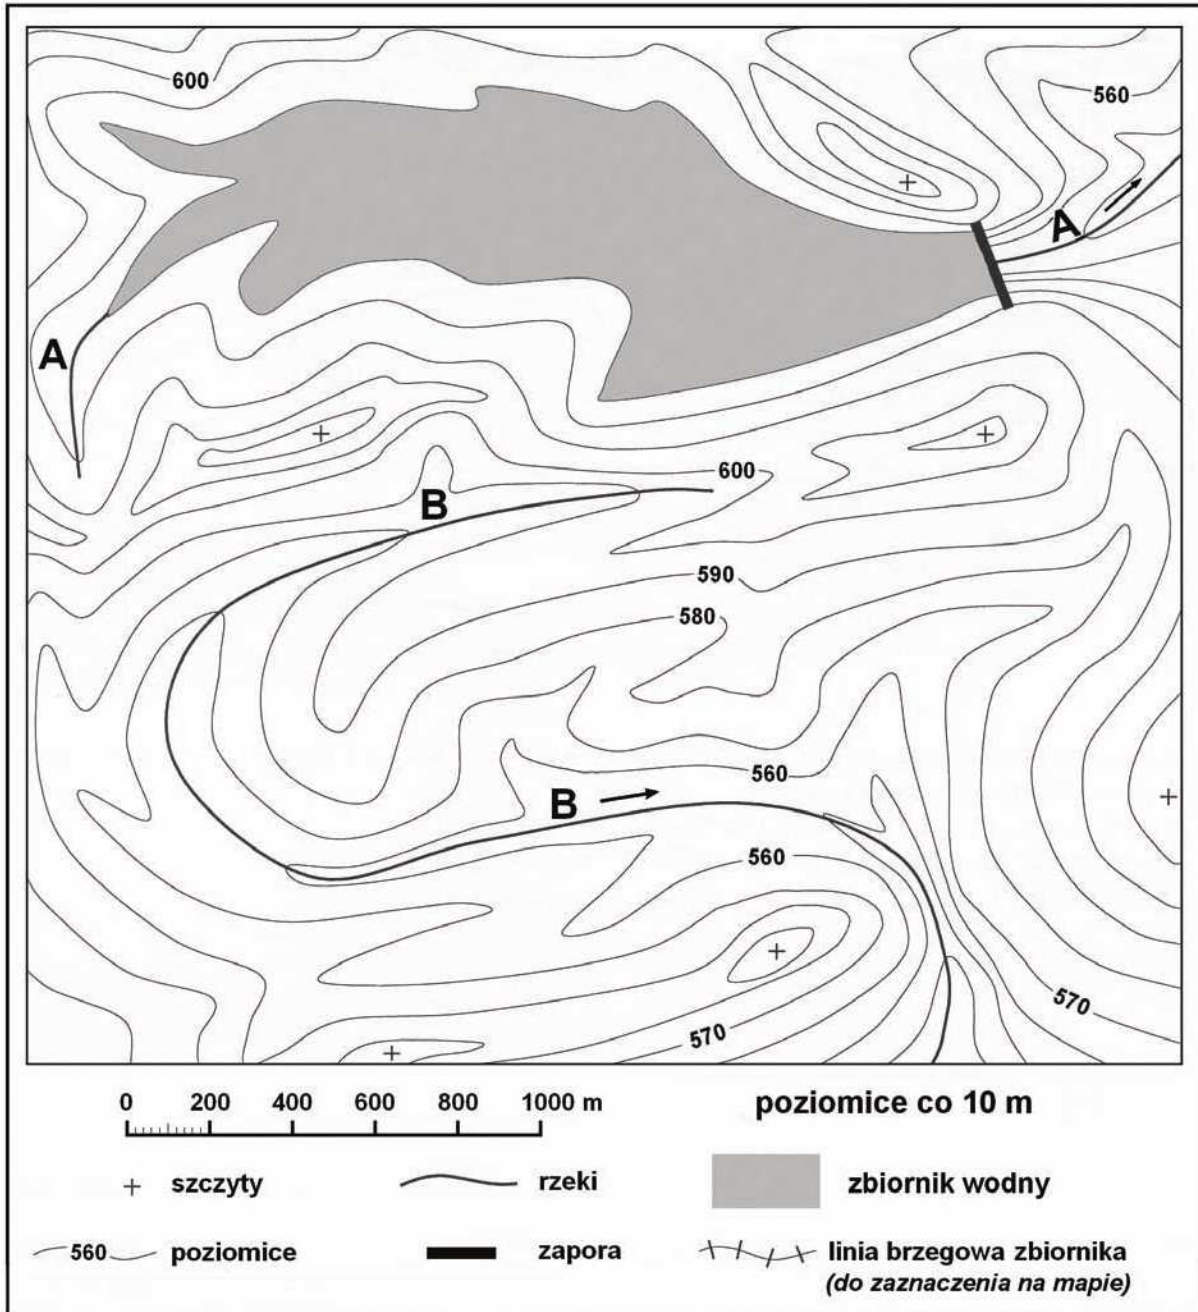 600
560
A
A
600
B
590
580
560
B
560
570
570
0 200 400 600 800 1000 m
poziomice co 10 m
szczyty
rzeki
zbiornik wodny
560
poziomice
zapora
linia brzegowa zbiornika
(do zaznaczenia na mapie)